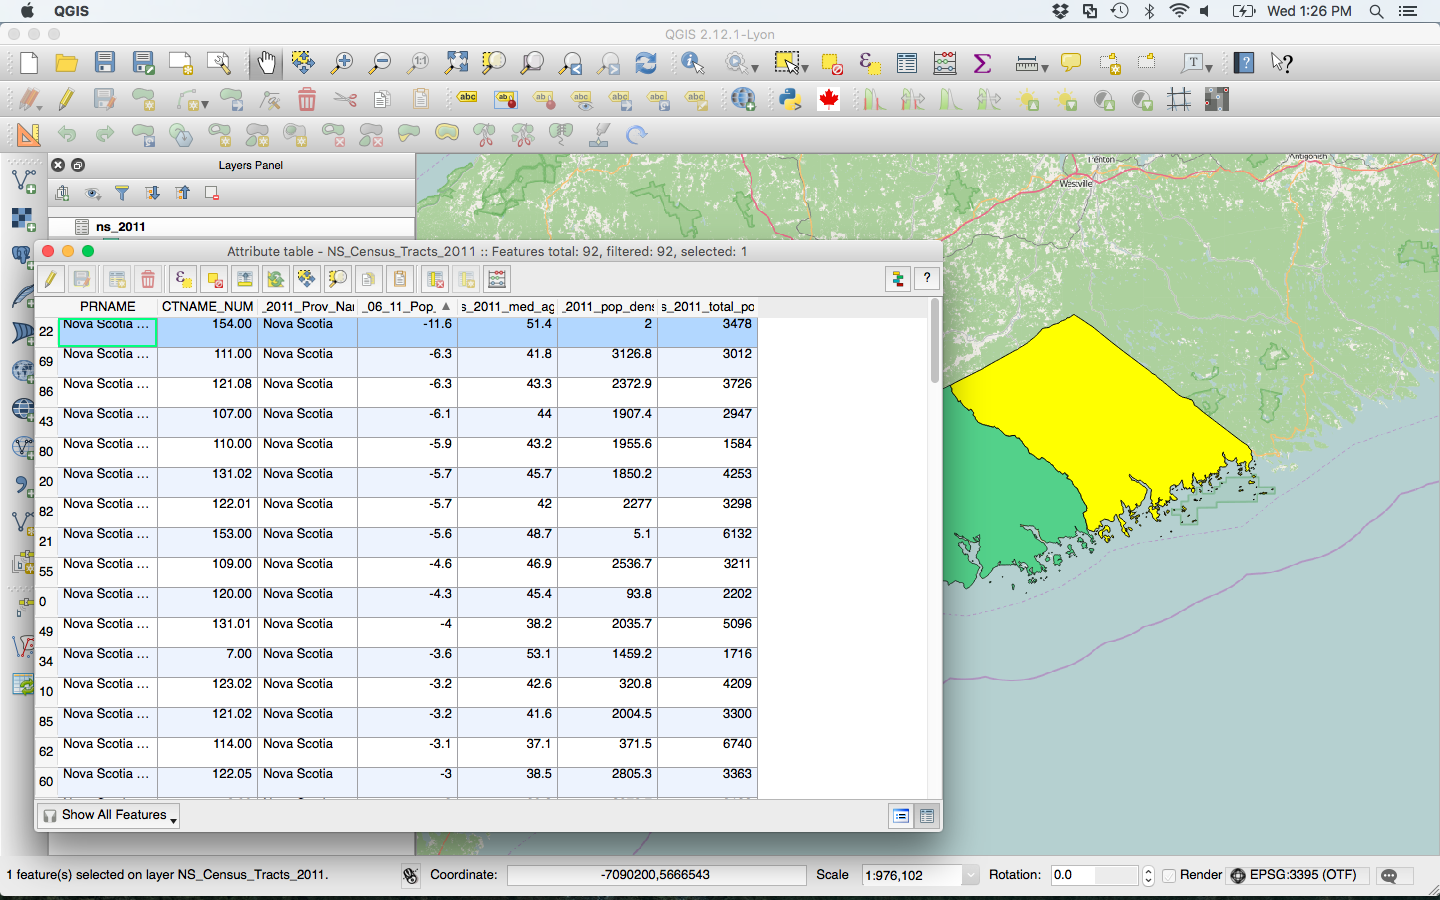 QGIS
Wed 1:26 PM
QGIS 2.12.1-Lyon
Layers Panel
ns_2011
Trenton
Westville
Antigonish
Attribute table - NS_Census_Tracts_2011 :: Features total: 92, filtered: 92, selected: 1
?
PRNAME CTNAME_NUM _2011_Prov_Nar _06_11_Pop_ s_2011_med_ag _2011_pop_dens s_2011_total_po
22 Nova Scotia ... 154.00 Nova Scotia -11.6 51.4 2 3478
69 Nova Scotia ... 111.00 Nova Scotia -6.3 41.8 3126.8 3012
86 Nova Scotia ... 121.08 Nova Scotia -6.3 43.3 2372.9 3726
43 Nova Scotia ... 107.00 Nova Scotia -6.1 44 1907.4 2947
80 Nova Scotia ... 110.00 Nova Scotia -5.9 43.2 1955.6 1584
20 Nova Scotia ... 131.02 Nova Scotia -5.7 45.7 1850.2 4253
82 Nova Scotia ... 122.01 Nova Scotia -5.7 42 2277 3298
21 Nova Scotia ... 153.00 Nova Scotia -5.6 48.7 5.1 6132
55 Nova Scotia ... 109.00 Nova Scotia -4.6 46.9 2536.7 3211
0 Nova Scotia ... 120.00 Nova Scotia -4.3 45.4 93.8 2202
49 Nova Scotia ... 131.01 Nova Scotia -4 38.2 2035.7 5096
34 Nova Scotia ... 7.00 Nova Scotia -3.6 53.1 1459.2 1716
10 Nova Scotia ... 123.02 Nova Scotia -3.2 42.6 320.8 4209
85 Nova Scotia ... 121.02 Nova Scotia -3.2 41.6 2004.5 3300
62 Nova Scotia ... 114.00 Nova Scotia -3.1 37.1 371.5 6740
60 Nova Scotia ... 122.05 Nova Scotia -3 38.5 2805.3 3363
Show All Features
1 feature(s) selected on layer NS_Census_Tracts_2011.
Coordinate: -7090200,5666543
Scale 1:976,102
Rotation: 0.0
Render
EPSG:3395 (OTF)